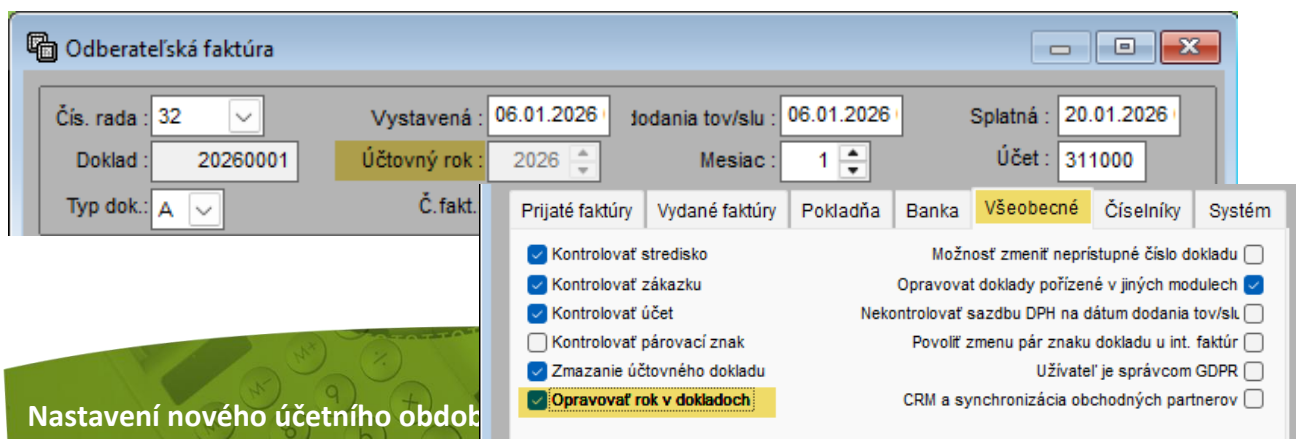 Odberateľská faktúra
Čís. rada : 32 Vystavená : 06.01.2026 dodania tov/slu : 06.01.2026 Splatná : 20.01.2026
Doklad : 20260001 Účtovný rok : 2026 Mesiac : 1 Účet : 311000
Typ dok.: A Č.fakt.
Prijaté faktúry Vydané faktúry Pokladňa Banka Všeobecné Číselníky Systém
Kontrolovať stredisko Možnosť zmeniť neprístupné číslo dokladu
Kontrolovať zákazku Opravovat doklady pořízené v jiných modulech
Kontrolovať účet Nekontrolovať sazdbu DPH na dátum dodania tov/slu
Kontrolovať párovací znak Povoliť zmenu pár znaku dokladu u int. faktúr
Zmazanie účtovného dokladu Užívateľ je správcom GDPR
Opravovať rok v dokladoch CRM a synchronizácia obchodných partnerov
Nastavení nového účetního obdob